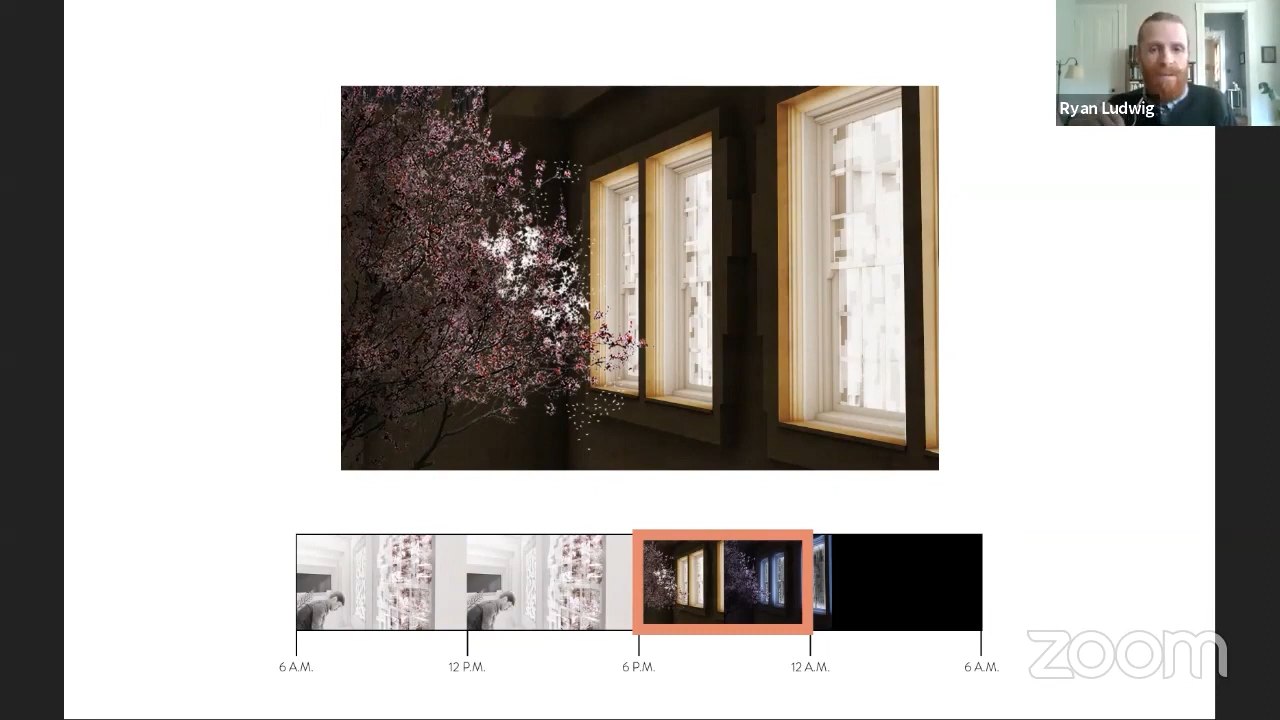 Ryan Ludwig
6 A.M.
12 P.M.
6 P.M.
12 A.M.
6 A.M.
zoom